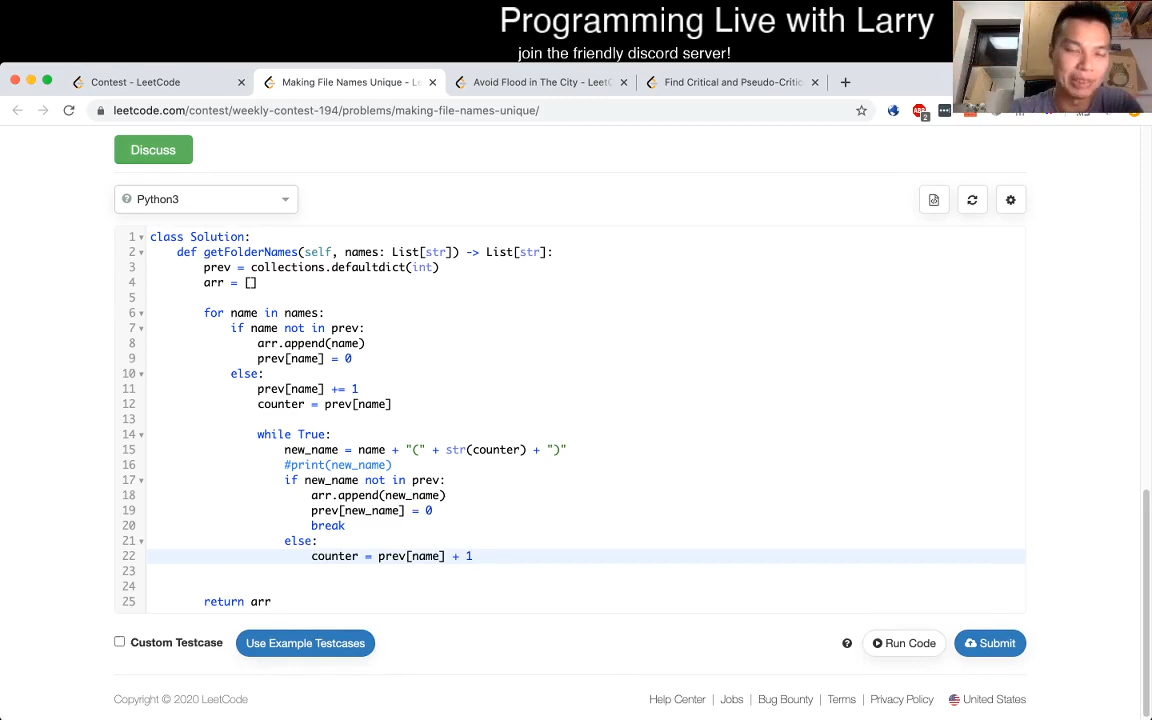 Programming Live with Larry
join the friendly discord server!
Contest - LeetCode
Making File Names Unique - Le
Avoid Flood in The City - LeetC
Find Critical and Pseudo-Critic
leetcode.com/contest/weekly-contest-194/problems/making-file-names-unique/
ABP
2
Discuss
Python3
1 class Solution:
2 def getFolderNames(self, names: List[str]) -> List[str]:
3 prev = collections.defaultdict(int)
4 arr = []
5
6 for name in names:
7 if name not in prev:
8 arr.append(name)
9 prev[name] = 0
10 else:
11 prev[name] += 1
12 counter = prev[name]
13
14 while True:
15 new_name = name + "(" + str(counter) + ")"
16 #print(new_name)
17 if new_name not in prev:
18 arr.append(new_name)
19 prev[new_name] = 0
20 break
21 else:
22 counter = prev[name] + 1
23
24
25 return arr
Custom Testcase
Use Example Testcases
Run Code
Submit
Copyright © 2020 LeetCode
Help Center | Jobs | Bug Bounty | Terms | Privacy Policy
United States